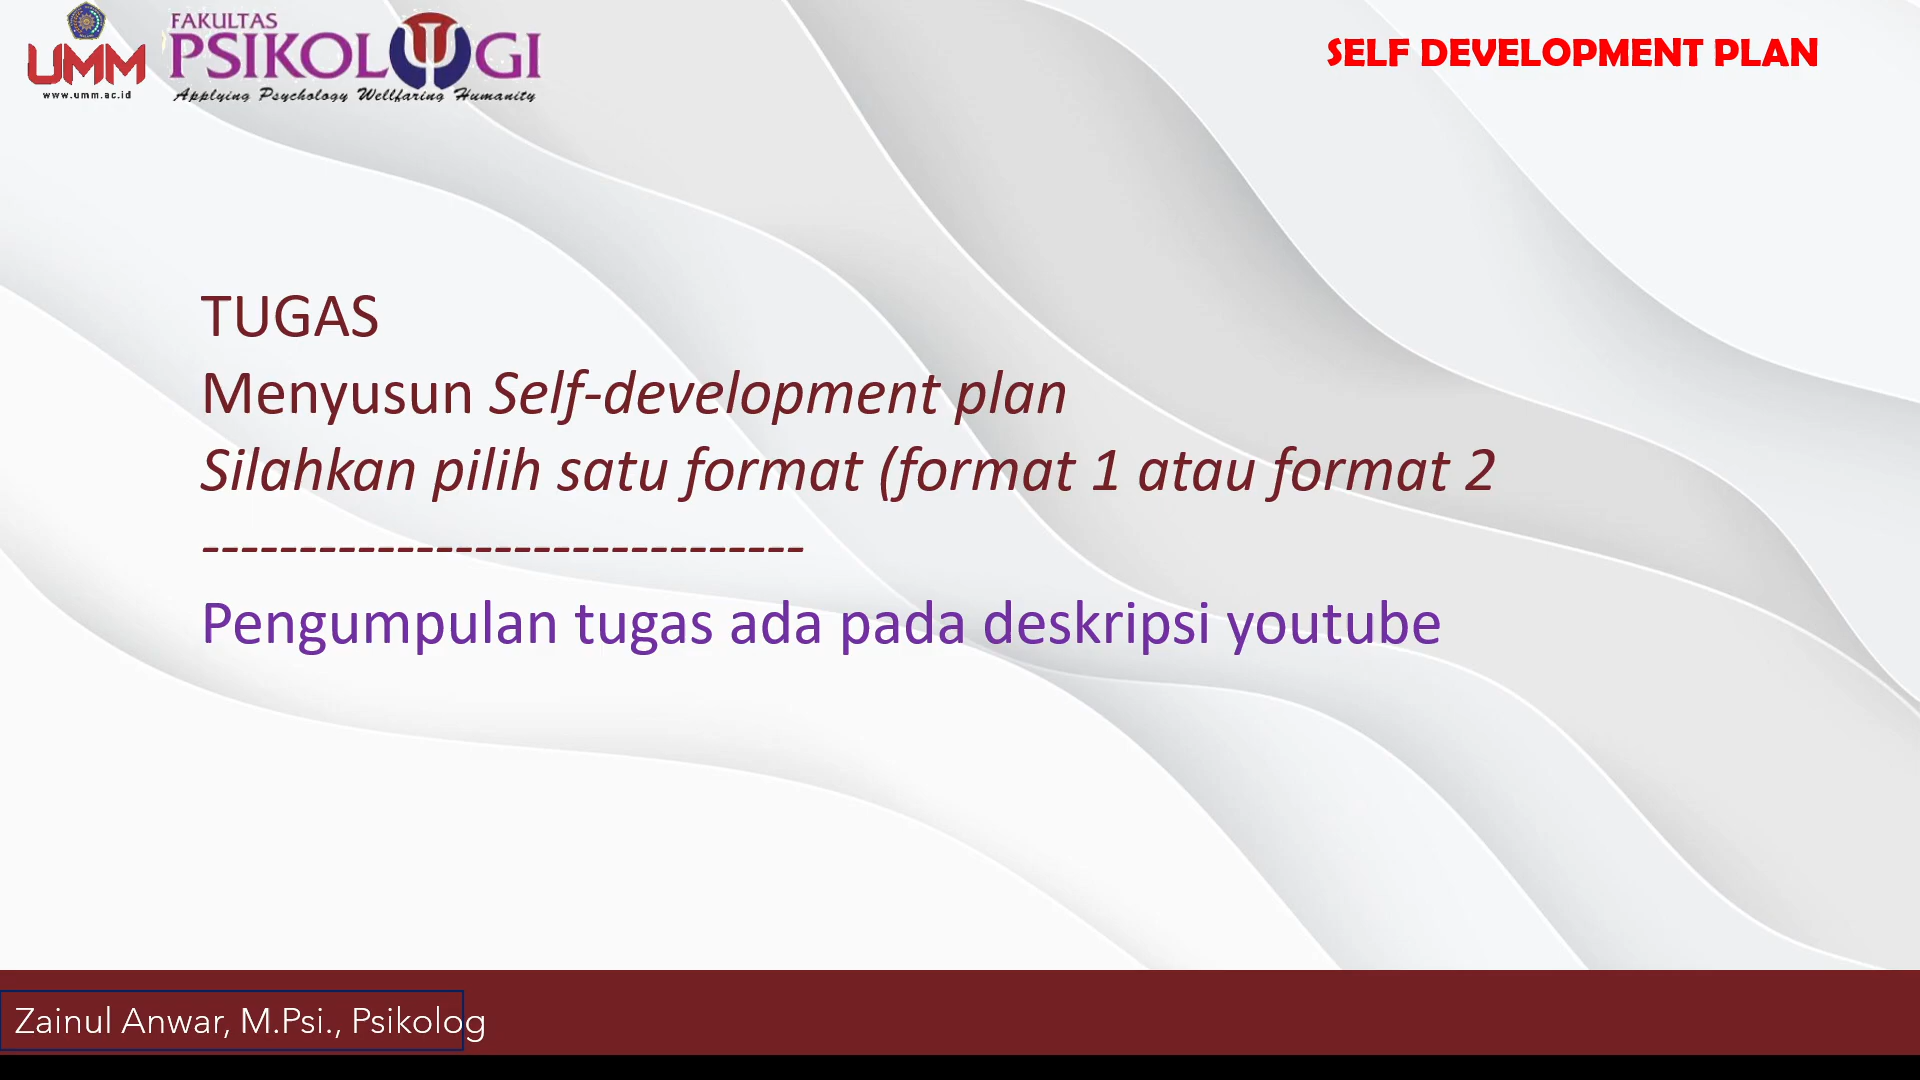 UMM
www.umm.ac.id
FAKULTAS
PSIKOLOGI
Applying Psychology Wellfaring Humanity
SELF DEVELOPMENT PLAN
TUGAS
Menyusun Self-development plan
Silahkan pilih satu format (format 1 atau format 2
-------------------------------
Pengumpulan tugas ada pada deskripsi youtube
Zainul Anwar, M.Psi., Psikolog